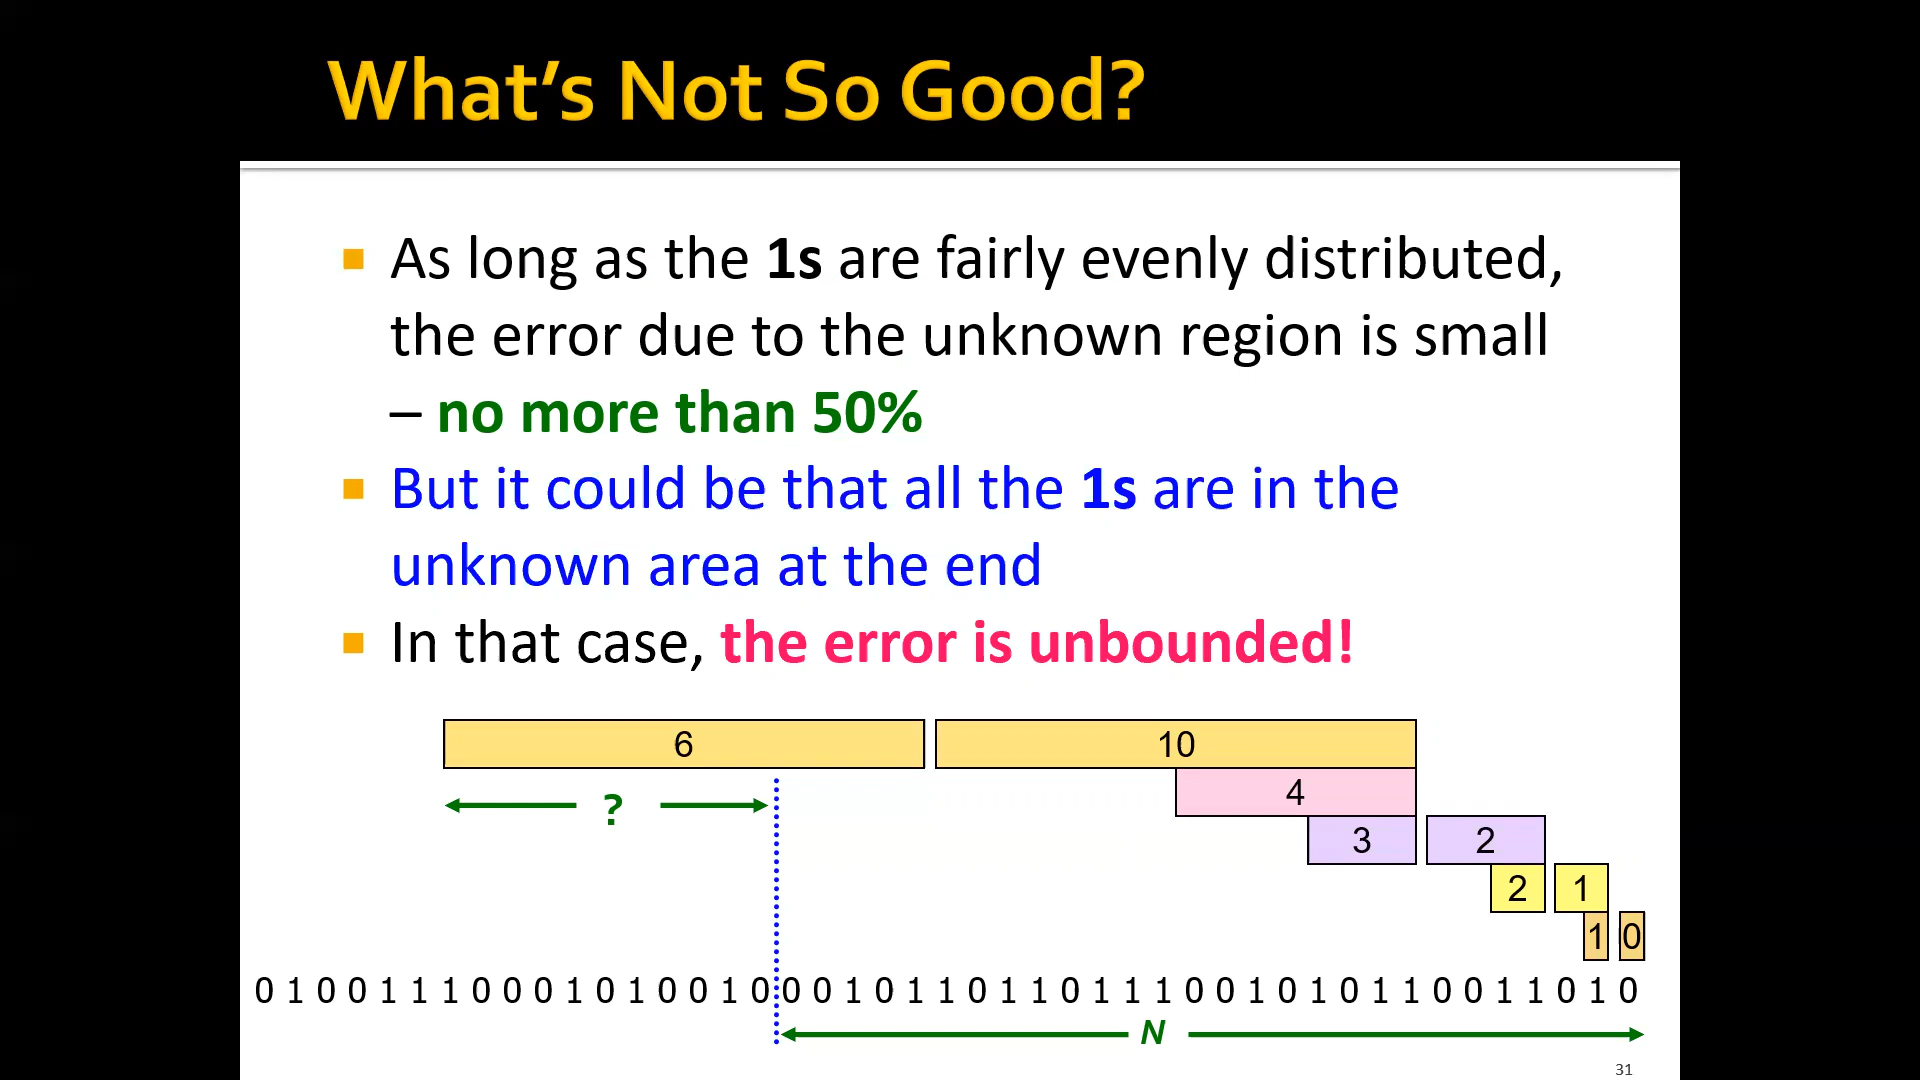 What's Not So Good?
As long as the 1s are fairly evenly distributed,
the error due to the unknown region is small
– no more than 50%
But it could be that all the 1s are in the
unknown area at the end
In that case, the error is unbounded!
6 10
? 4
3 2
2 1
1 0
0 1 0 0 1 1 1 0 0 0 1 0 1 0 0 1 0 0 0 1 0 1 1 0 1 1 0 1 1 1 0 0 1 0 1 0 1 1 0 0 1 1 0 1 0
N
31